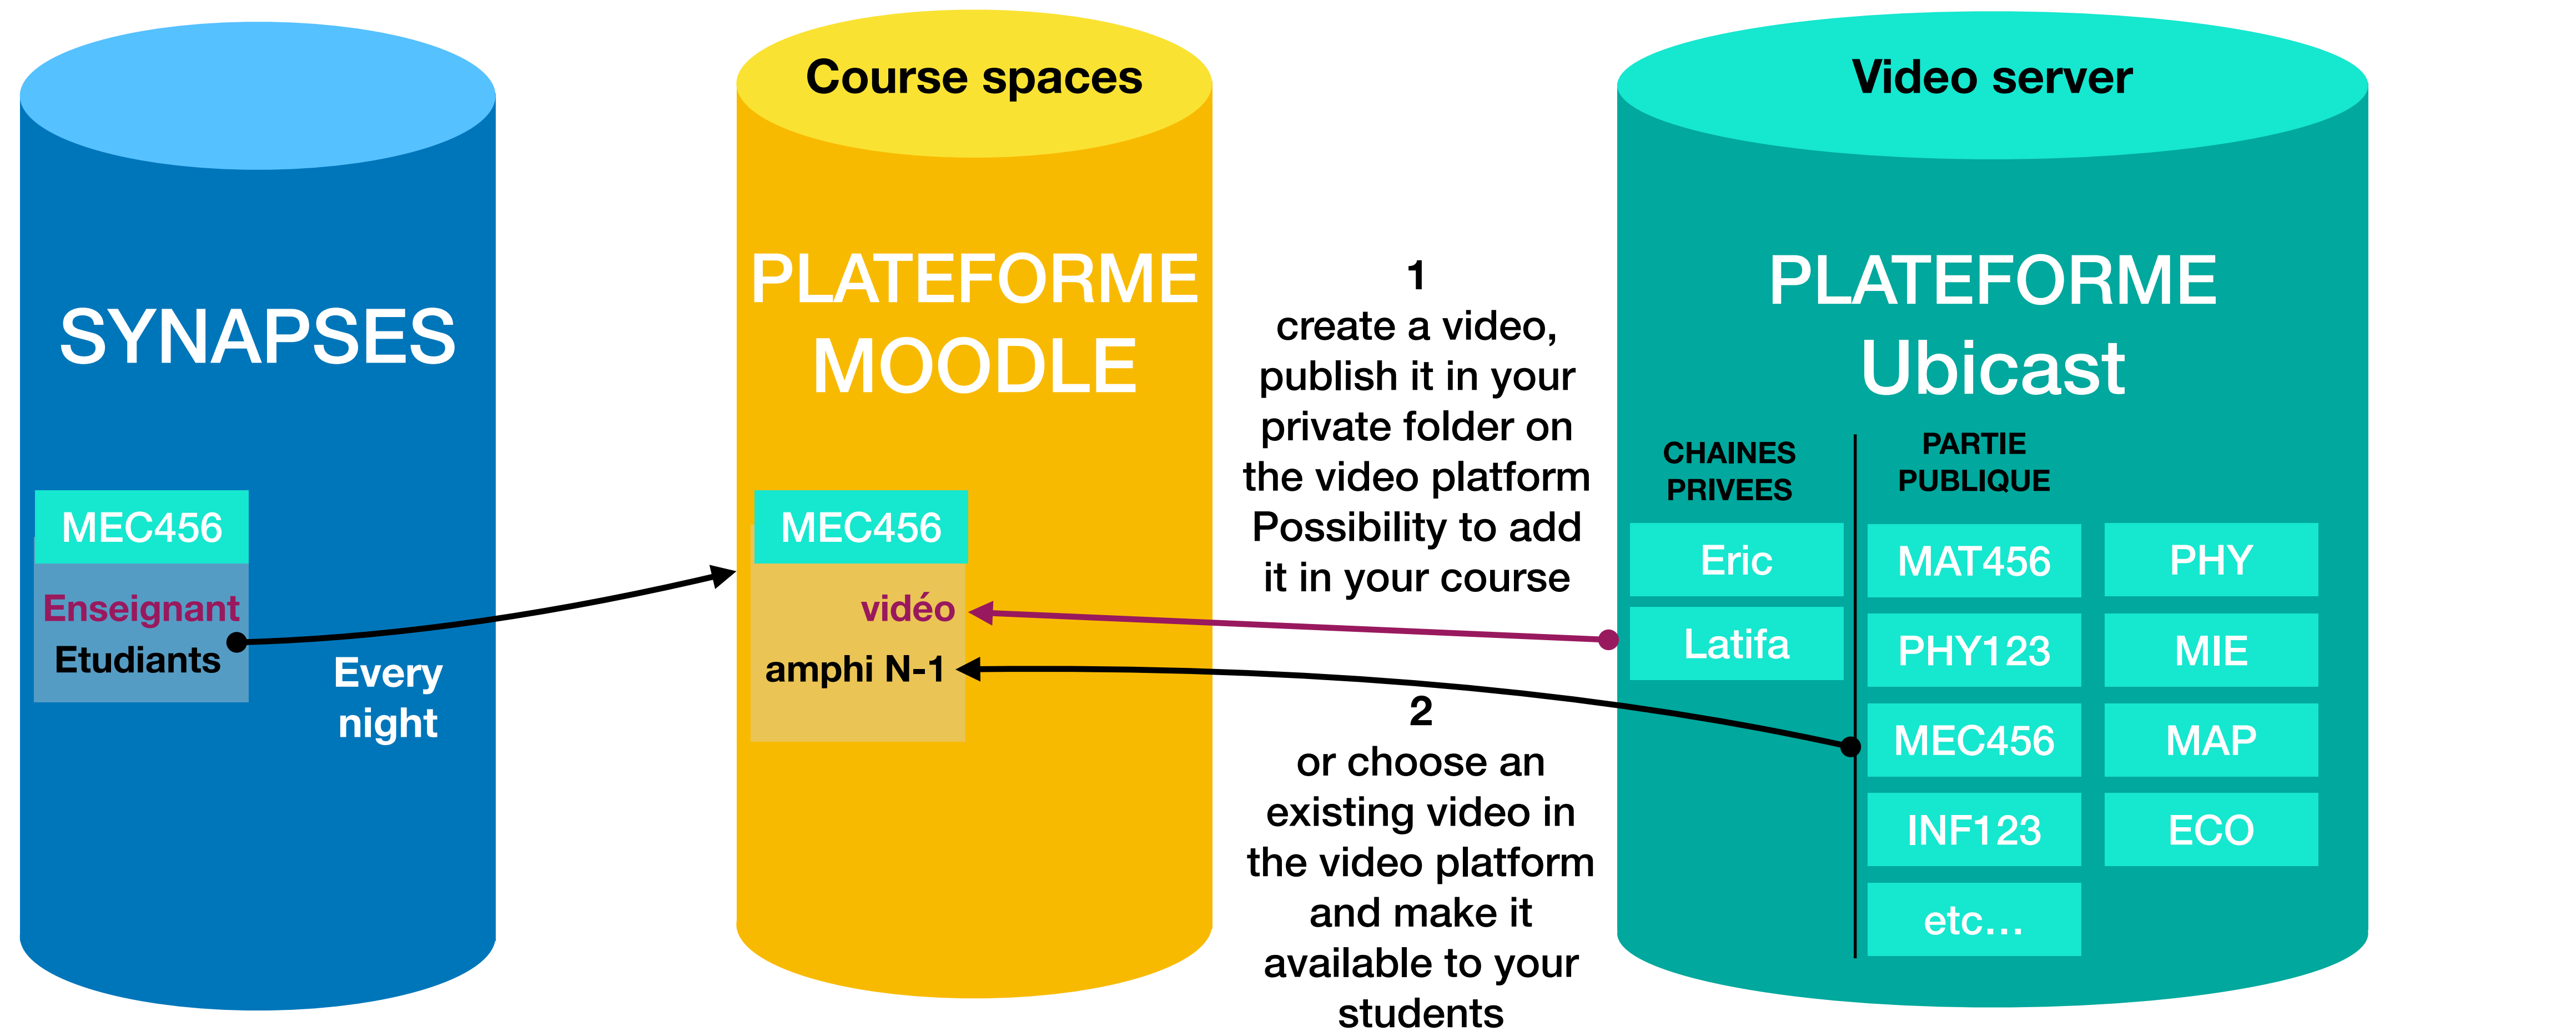 SYNAPSES
MEC456
Enseignant
Etudiants
Every
night
Course spaces
PLATEFORME
MOODLE
MEC456
vidéo
amphi N-1
1
create a video,
publish it in your
private folder on
the video platform
Possibility to add
it in your course
2
or choose an
existing video in
the video platform
and make it
available to your
students
Video server
PLATEFORME
Ubicast
CHAINES
PRIVEES
Eric
Latifa
PARTIE
PUBLIQUE
MAT456
PHY123
MEC456
INF123
etc...
PHY
MIE
MAP
ECO